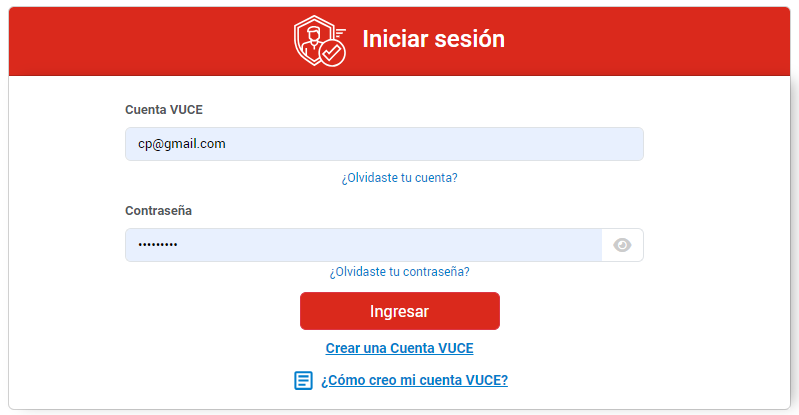 Iniciar sesión
Cuenta VUCE
cp@gmail.com
¿Olvidaste tu cuenta?
Contraseña
•••••••••
¿Olvidaste tu contraseña?
Ingresar
Crear una Cuenta VUCE
¿Cómo creo mi cuenta VUCE?